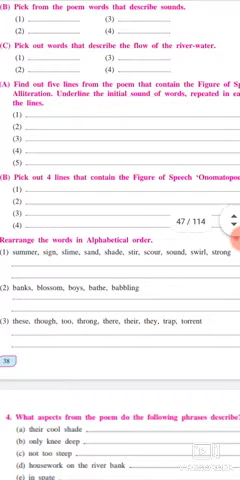 (B) Pick from the poem words that describe sounds.
(1) (3)
(2) (4)
(C) Pick out words that describe the flow of the river-water.
(1) (3)
(2) (4)
(A) Find out five lines from the poem that contain the Figure of
Alliteration. Underline the initial sound of words, repeated in
the lines.
(1)
(2)
(3)
(4)
(5)
(B) Pick out 4 lines that contain the Figure of Speech
(1)
(2)
(3)
(4)
47 / 114
Rearrange the words in Alphabetical order.
(1) summer, sign, slime, sand, shade, stir, scour, sound, swirl, strong
(2) banks, blossom, boys, bathe, babbling
(3) these, though, too, throng, there, their, they, trap, torrent
38
4. What aspects from the poem do the following phrases describe?
(a) their cool shade
(b) only knee deep
(c) not too steep
(d) housework on the river bank
(e) in spate